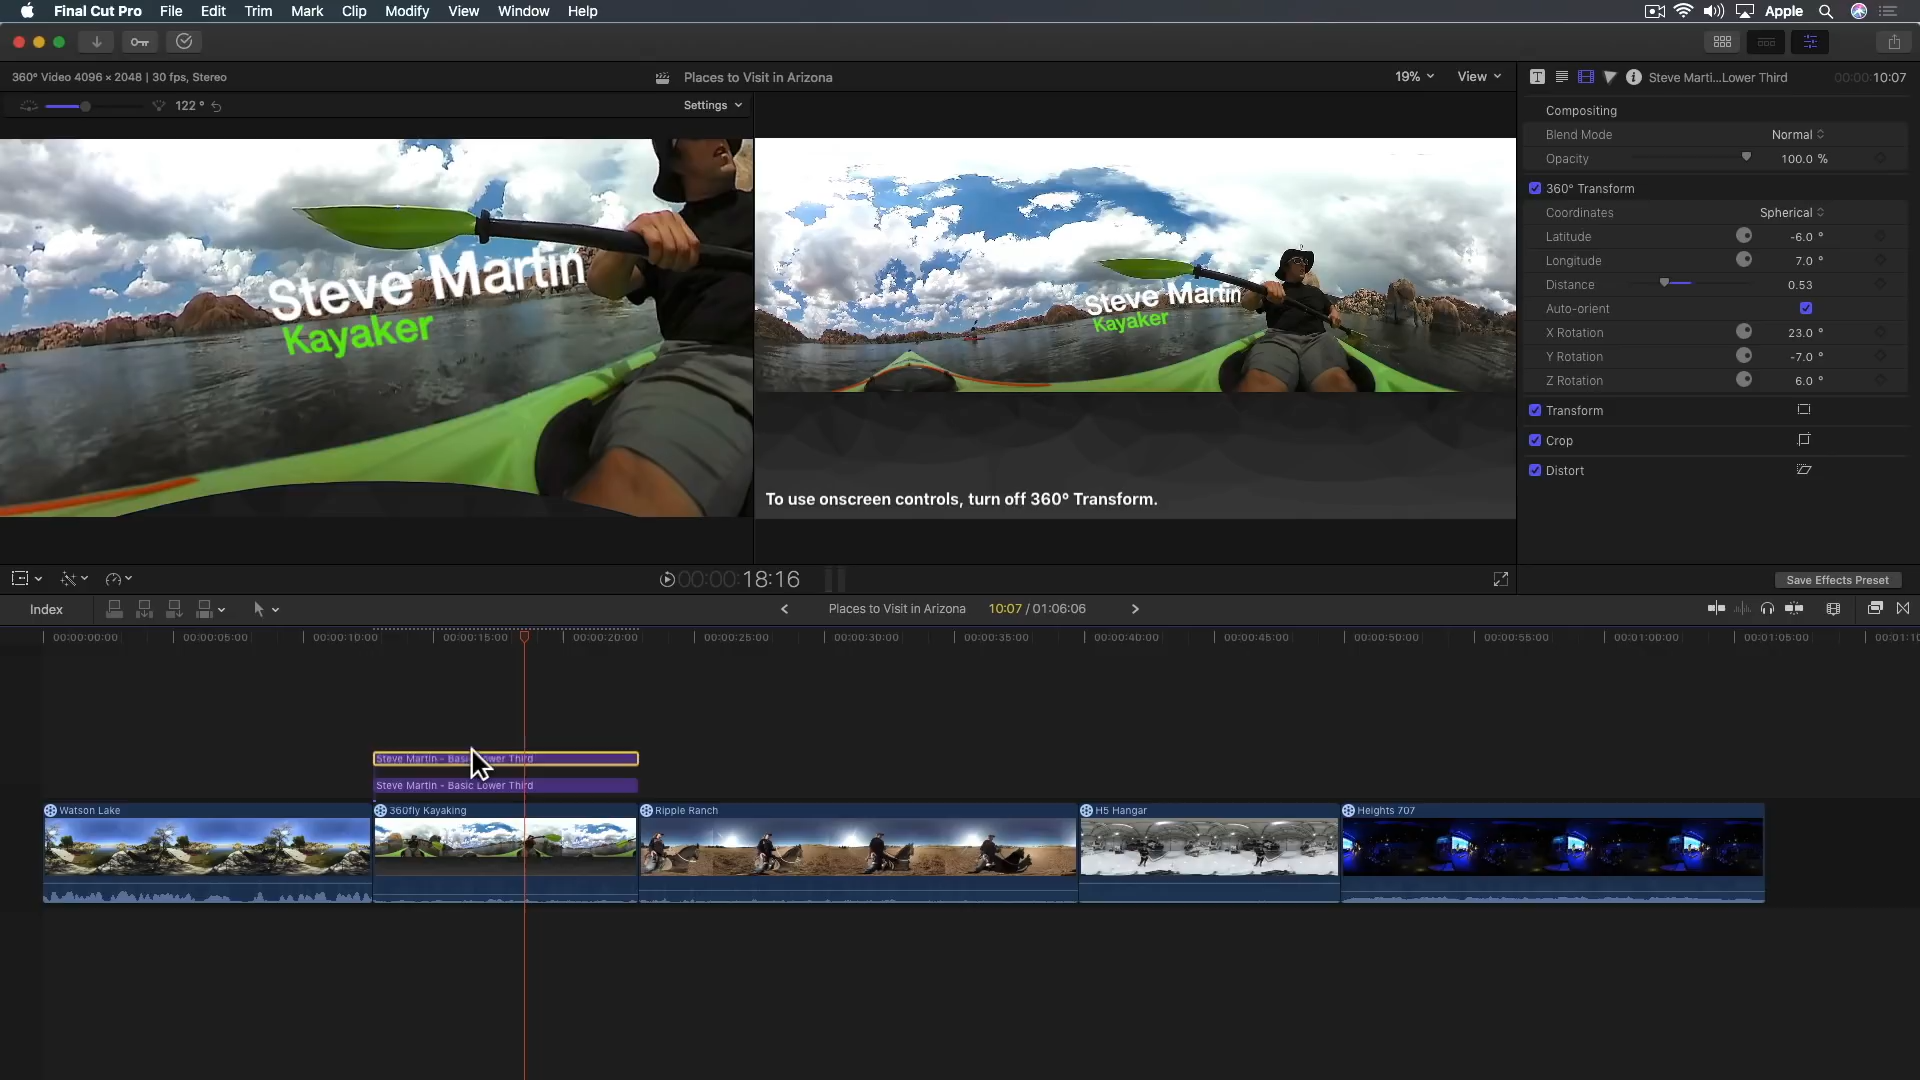 Final Cut Pro File Edit Trim Mark Clip Modify View Window Help
Apple
360° Video 4096 × 2048 | 30 fps, Stereo
Places to Visit in Arizona
19% View
Steve Marti...Lower Third
00:00:10:07
122 °
Settings
Steve Martin
Kayaker
Steve Martin
Kayaker
To use onscreen controls, turn off 360° Transform.
Compositing
Blend Mode Normal
Opacity 100.0 %
360° Transform
Coordinates Spherical
Latitude -6.0 °
Longitude 7.0 °
Distance 0.53
Auto-orient
X Rotation 23.0 °
Y Rotation -7.0 °
Z Rotation 6.0 °
Transform
Crop
Distort
00:00:18:16
Save Effects Preset
Index
Places to Visit in Arizona 10:07 / 01:06:06
00:00:00:00 00:00:05:00 00:00:10:00 00:00:15:00 00:00:20:00 00:00:25:00 00:00:30:00 00:00:35:00 00:00:40:00 00:00:45:00 00:00:50:00 00:00:55:00 00:01:00:00 00:01:05:00 00:01:10
Steve Martin - Basic Lower Third
Steve Martin - Basic Lower Third
Watson Lake 360fly Kayaking Ripple Ranch H5 Hangar Heights 707